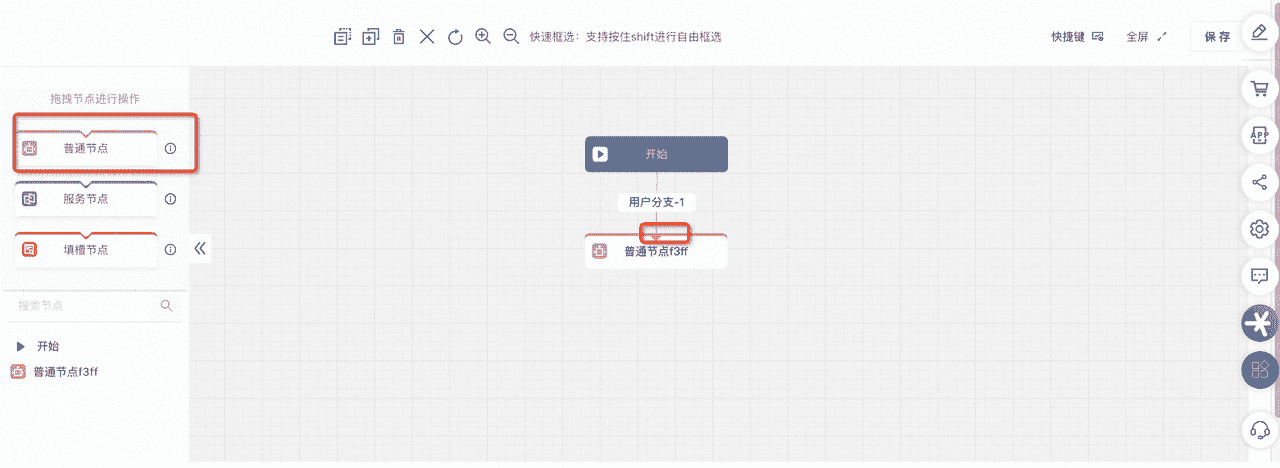 快速框选：支持按住shift进行自由框选
快捷键
全屏
保存
拖拽节点进行操作
普通节点
服务节点
填槽节点
搜索节点
开始
普通节点f3ff
开始
用户分支-1
普通节点f3ff
APP